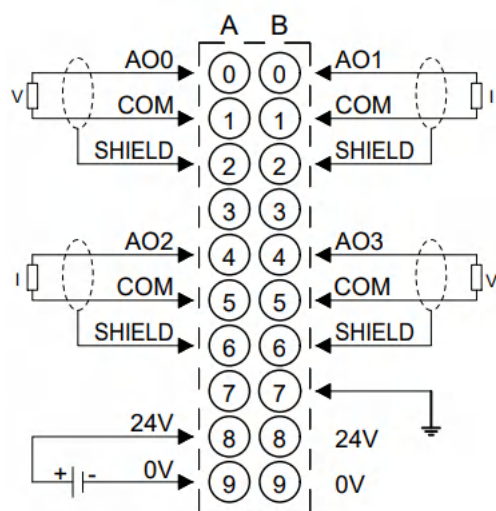 A B
AO0 0 0 AO1
V COM 1 1 COM I
SHIELD 2 2 SHIELD
3 3
AO2 4 4 AO3
I COM 5 5 COM V
SHIELD 6 6 SHIELD
7 7
24V 8 8 24V
+ - 0V 9 9 0V